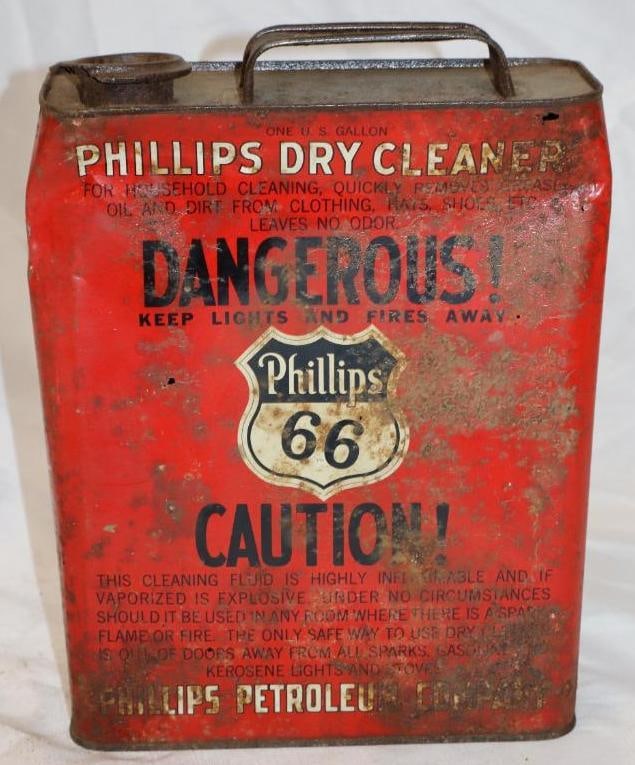 ONE U.S. GALLON
PHILLIPS DRY CLEANER
FOR HOUSEHOLD CLEANING, QUICKLY REMOVES GREASE
OIL AND DIRT FROM CLOTHING, HATS, SHOES, ETC.
LEAVES NO ODOR.
DANGEROUS!
KEEP LIGHTS AND FIRES AWAY
Phillips
66
CAUTION!
THIS CLEANING FLUID IS HIGHLY INFLAMMABLE AND IF
VAPORIZED IS EXPLOSIVE. UNDER NO CIRCUMSTANCES
SHOULD IT BE USED IN ANY ROOM WHERE THERE IS A SPARK
FLAME OR FIRE. THE ONLY SAFE WAY TO USE DRY
IS OUT OF DOORS AWAY FROM ALL SPARKS,
KEROSENE LIGHTS AND STOVES
PHILLIPS PETROLEUM COMPANY